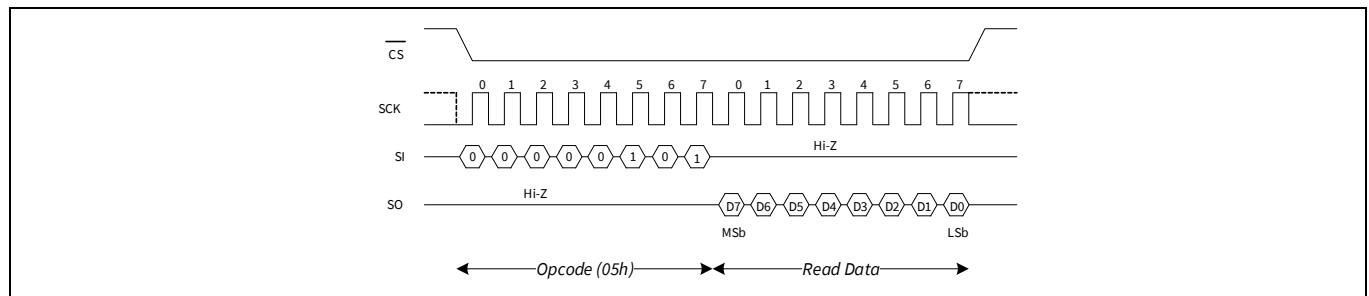 CS
0 1 2 3 4 5 6 7 0 1 2 3 4 5 6 7
SCK
Hi-Z
SI 0 0 0 0 0 1 0 1
Hi-Z
SO D7 D6 D5 D4 D3 D2 D1 D0
MSb LSb
Opcode (05h) Read Data